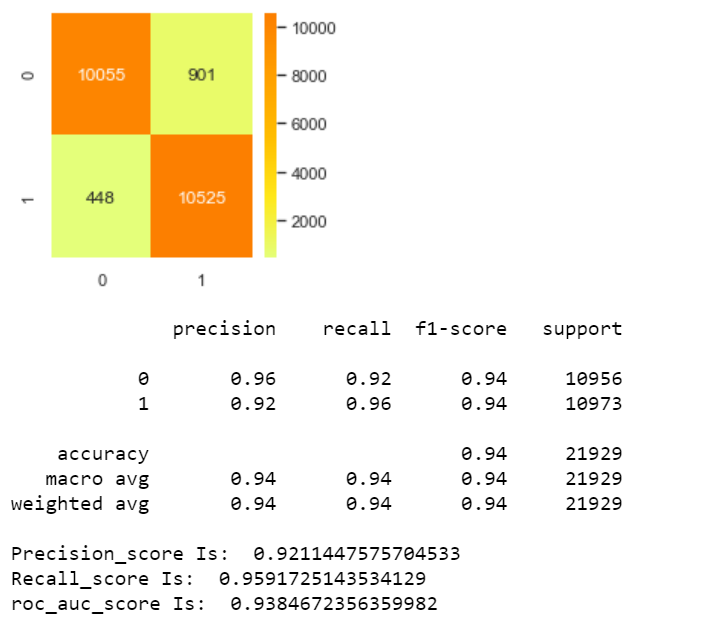 10000
0 10055 901 8000
6000
4000
1 448 10525 2000
0 1
precision recall f1-score support
0 0.96 0.92 0.94 10956
1 0.92 0.96 0.94 10973
accuracy 0.94 21929
macro avg 0.94 0.94 0.94 21929
weighted avg 0.94 0.94 0.94 21929
Precision_score Is: 0.9211447575704533
Recall_score Is: 0.9591725143534129
roc_auc_score Is: 0.9384672356359982